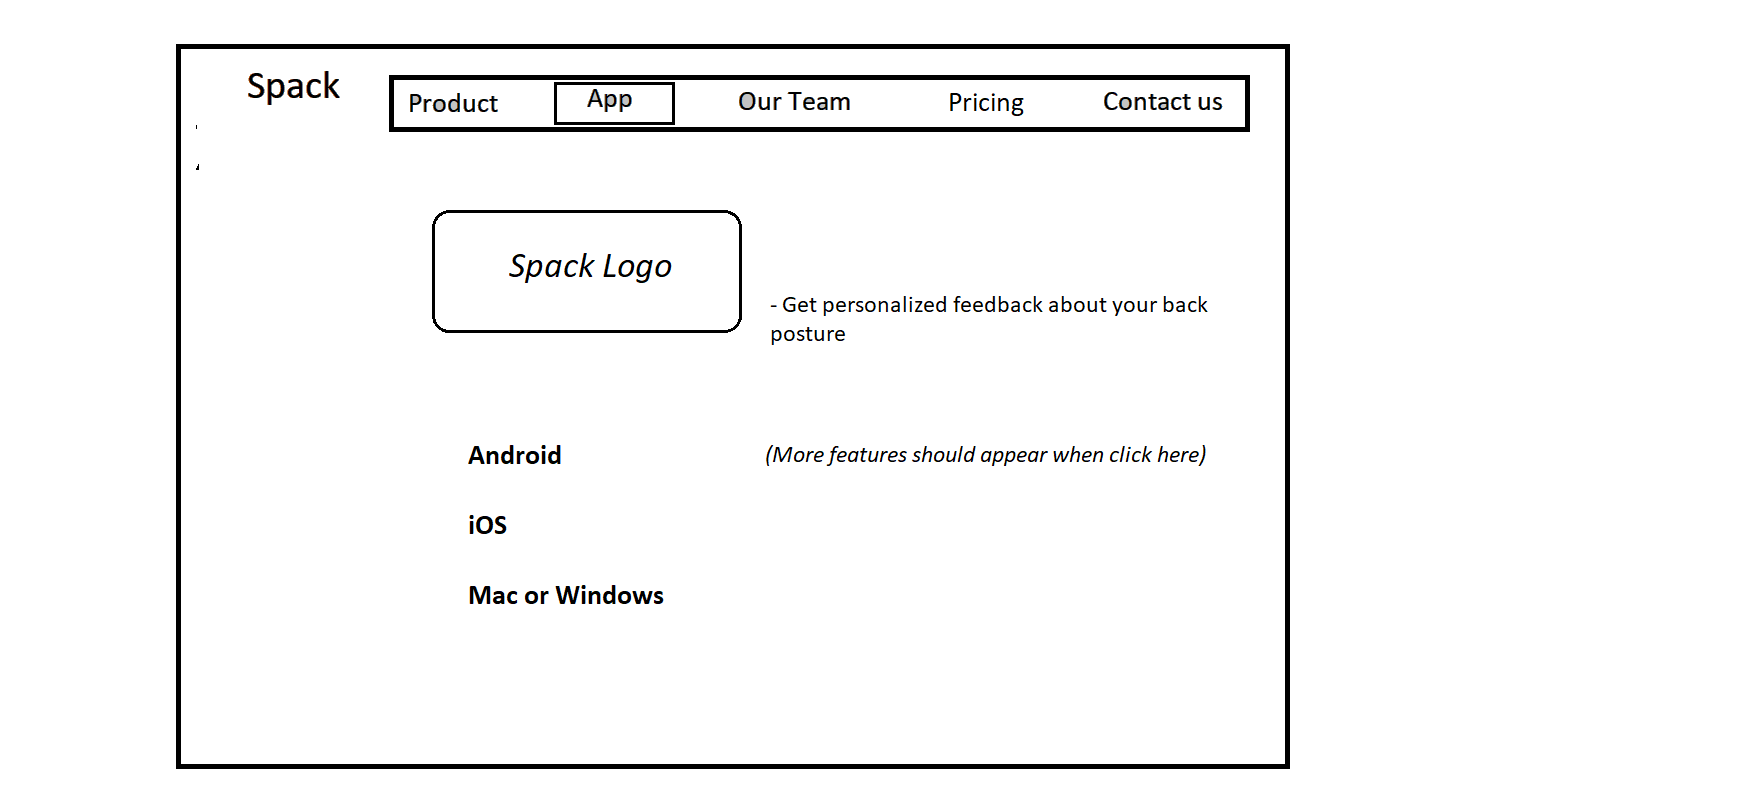 Spack
Product App Our Team Pricing Contact us
Spack Logo
- Get personalized feedback about your back
posture
Android (More features should appear when click here)
iOS
Mac or Windows